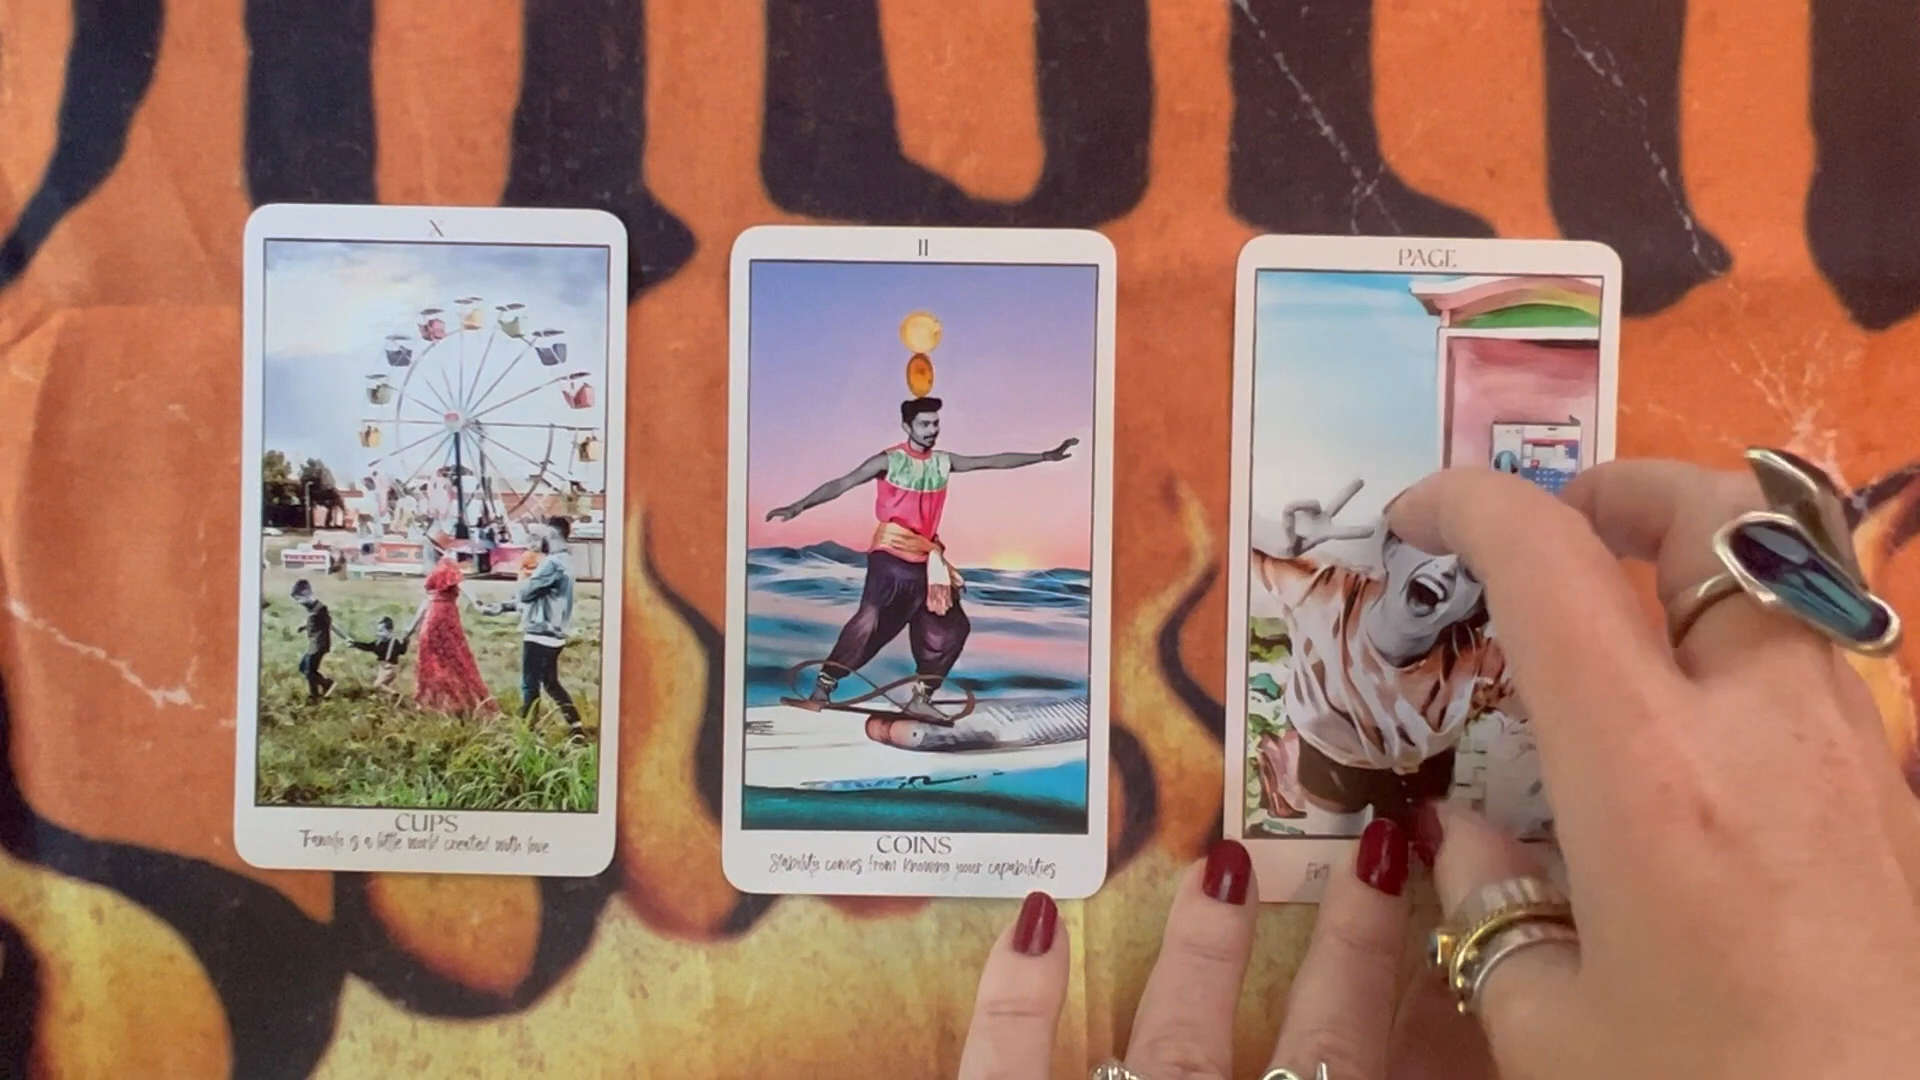 X
CUPS
Family is a little world created with love
II
COINS
Stability comes from knowing your capabilities
PAGE